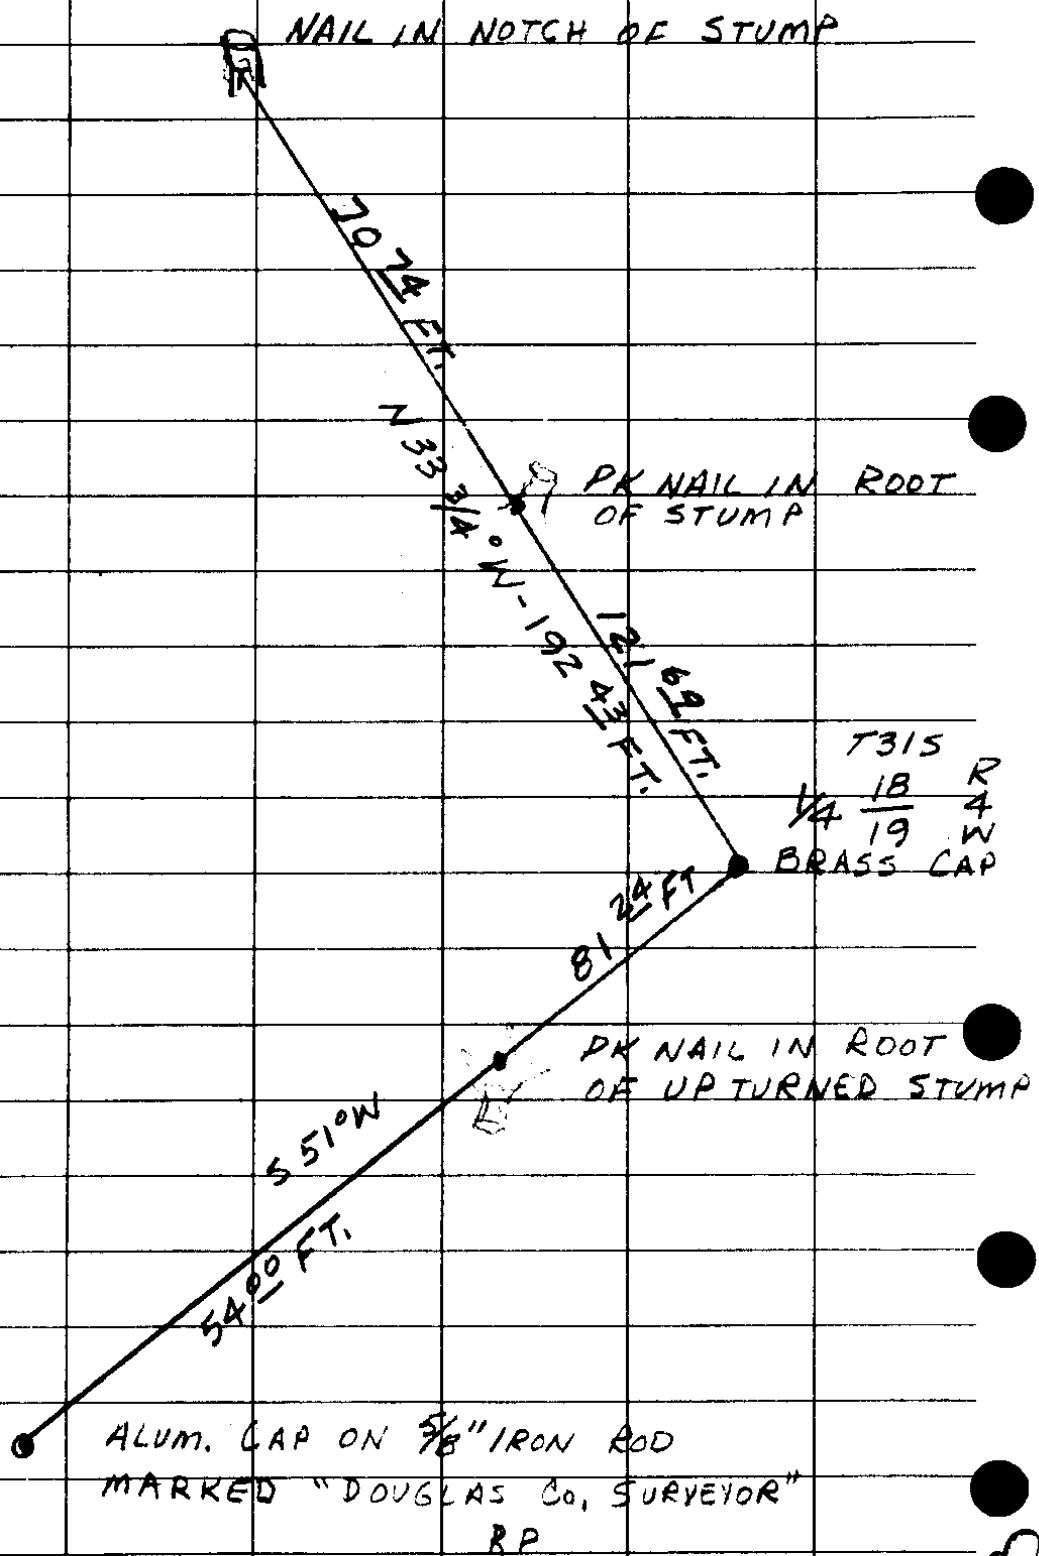 NAIL IN NOTCH OF STUMP
70 74 FT.
N 33 3/4 ° W - 192 43 FT.
PK NAIL IN ROOT
OF STUMP
121 69 FT.
T31S
1/4 18/19 R4W
BRASS CAP
81 24 FT
PK NAIL IN ROOT
OF UPTURNED STUMP
S 51° W
54 00 FT.
ALUM. CAP ON 5/8" IRON ROD
MARKED "DOUGLAS Co. SURVEYOR"
RP